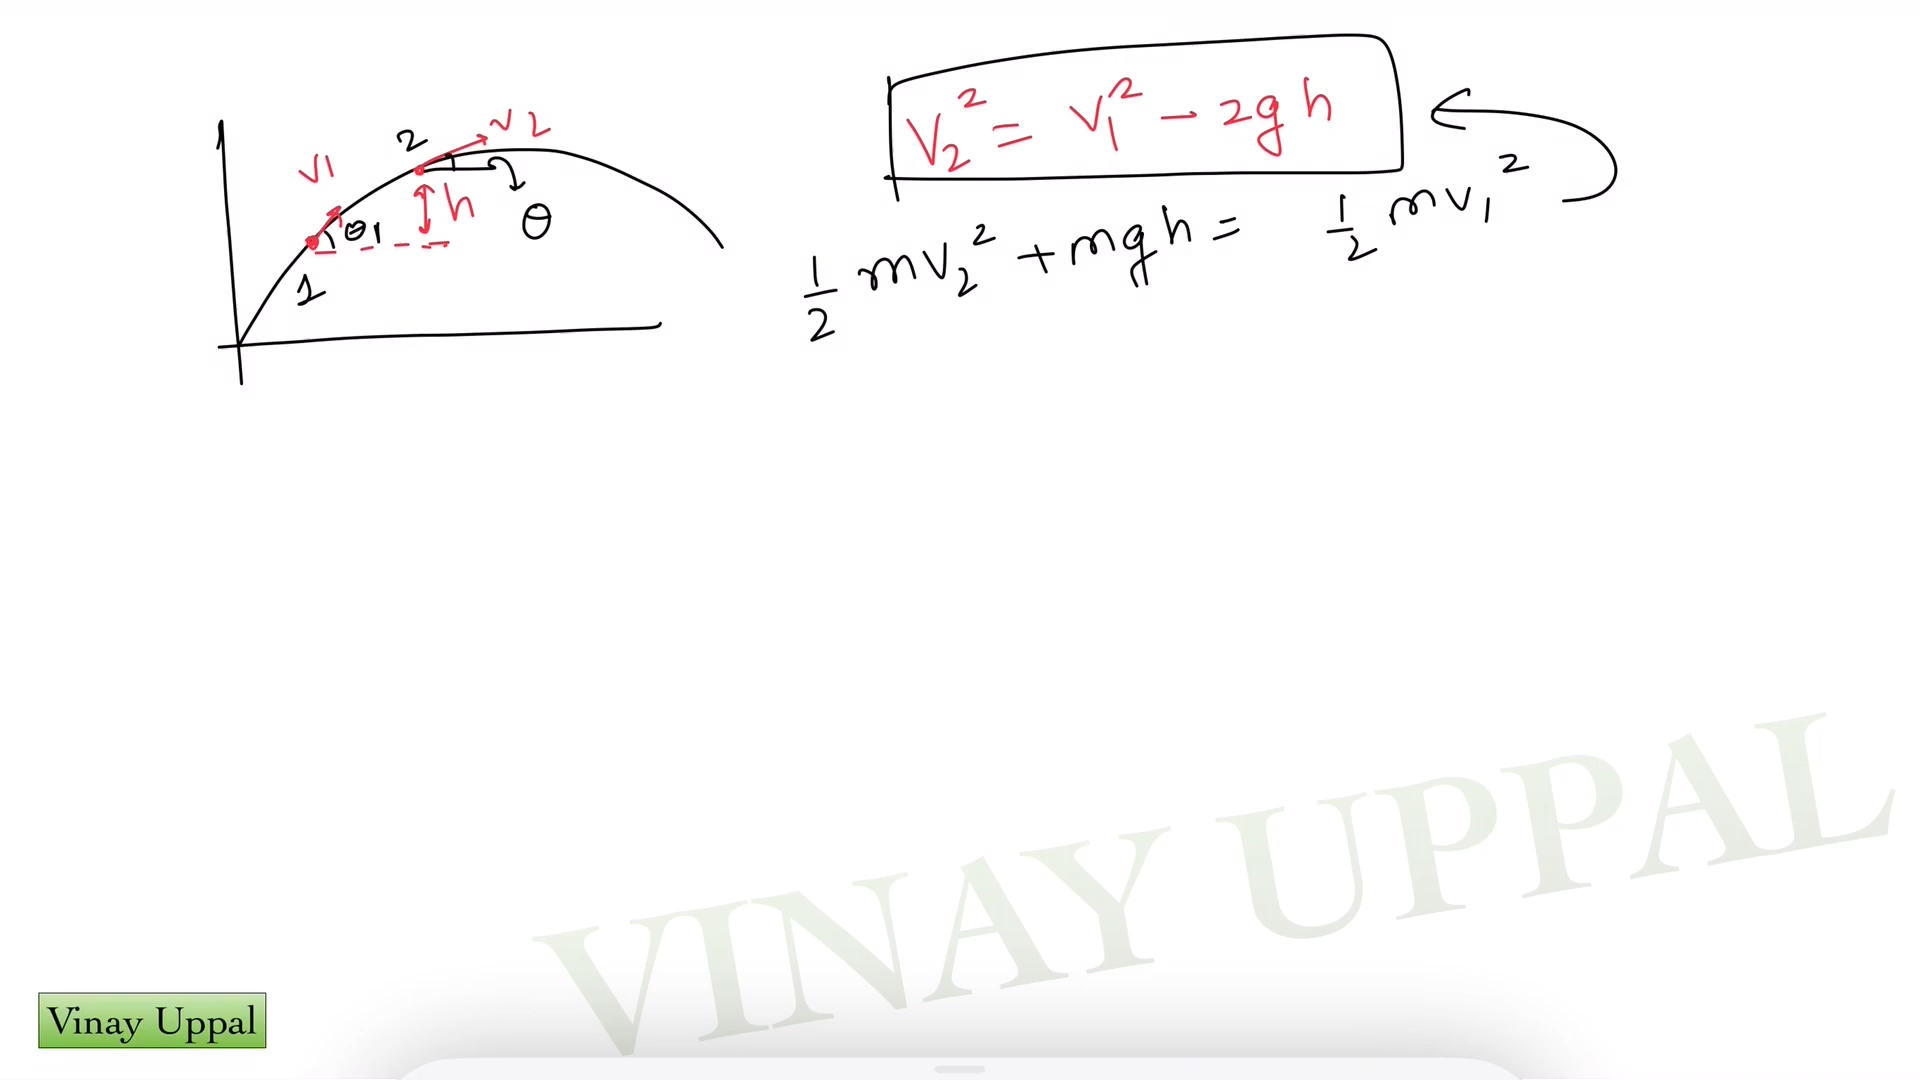 V₂² = V₁² - 2gh
v2
2
v1
h
θ1
θ
1
1/2 mv₂² + mgh = 1/2 mv₁²
VINAY UPPAL
Vinay Uppal